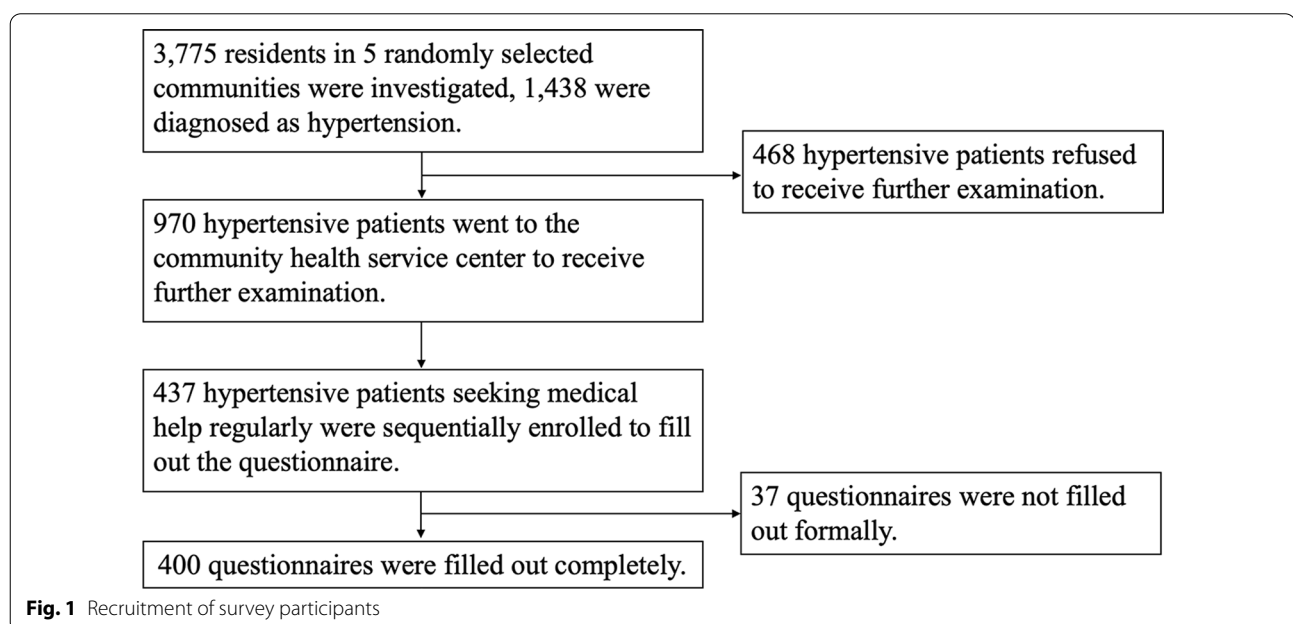 3,775 residents in 5 randomly selected
communities were investigated, 1,438 were
diagnosed as hypertension.
468 hypertensive patients refused
to receive further examination.
970 hypertensive patients went to the
community health service center to receive
further examination.
437 hypertensive patients seeking medical
help regularly were sequentially enrolled to fill
out the questionnaire.
37 questionnaires were not filled
out formally.
400 questionnaires were filled out completely.
Fig. 1 Recruitment of survey participants